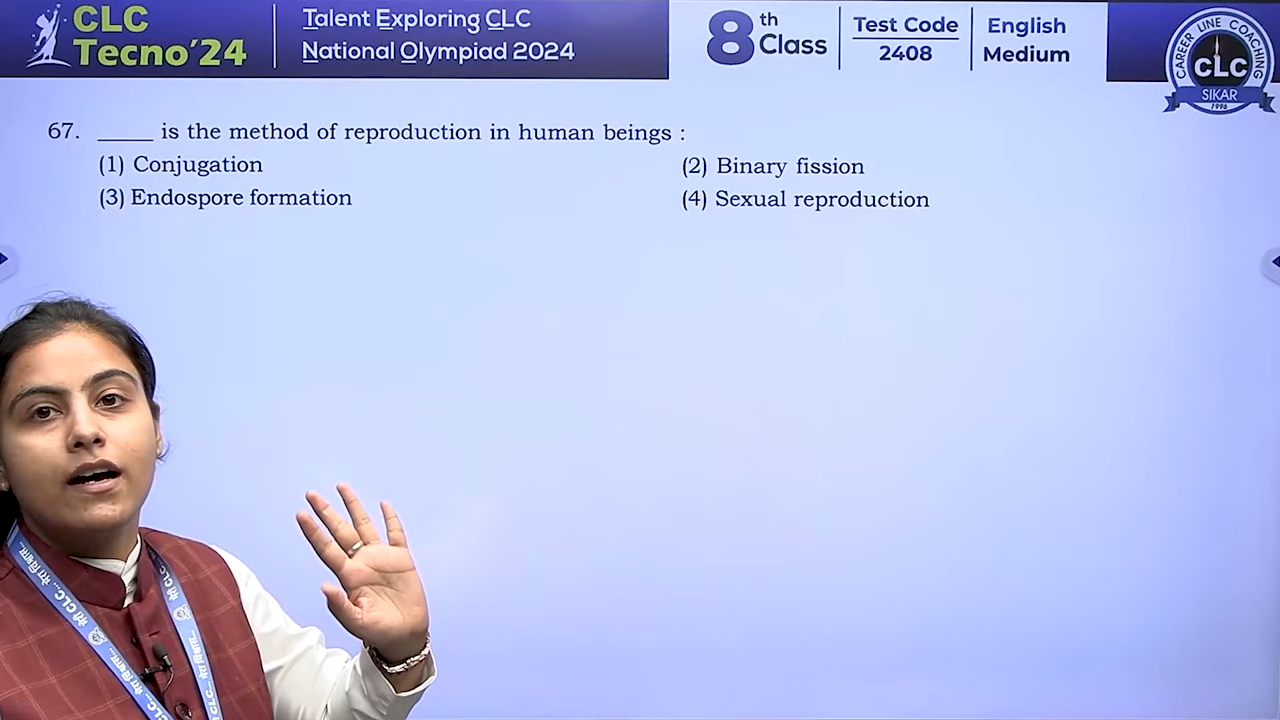 CLC
Tecno'24
Talent Exploring CLC
National Olympiad 2024
8th Class
Test Code
2408
English
Medium
CAREER LINE COACHING
CLC
SIKAR
1996
67. _____ is the method of reproduction in human beings :
(1) Conjugation
(2) Binary fission
(3) Endospore formation
(4) Sexual reproduction